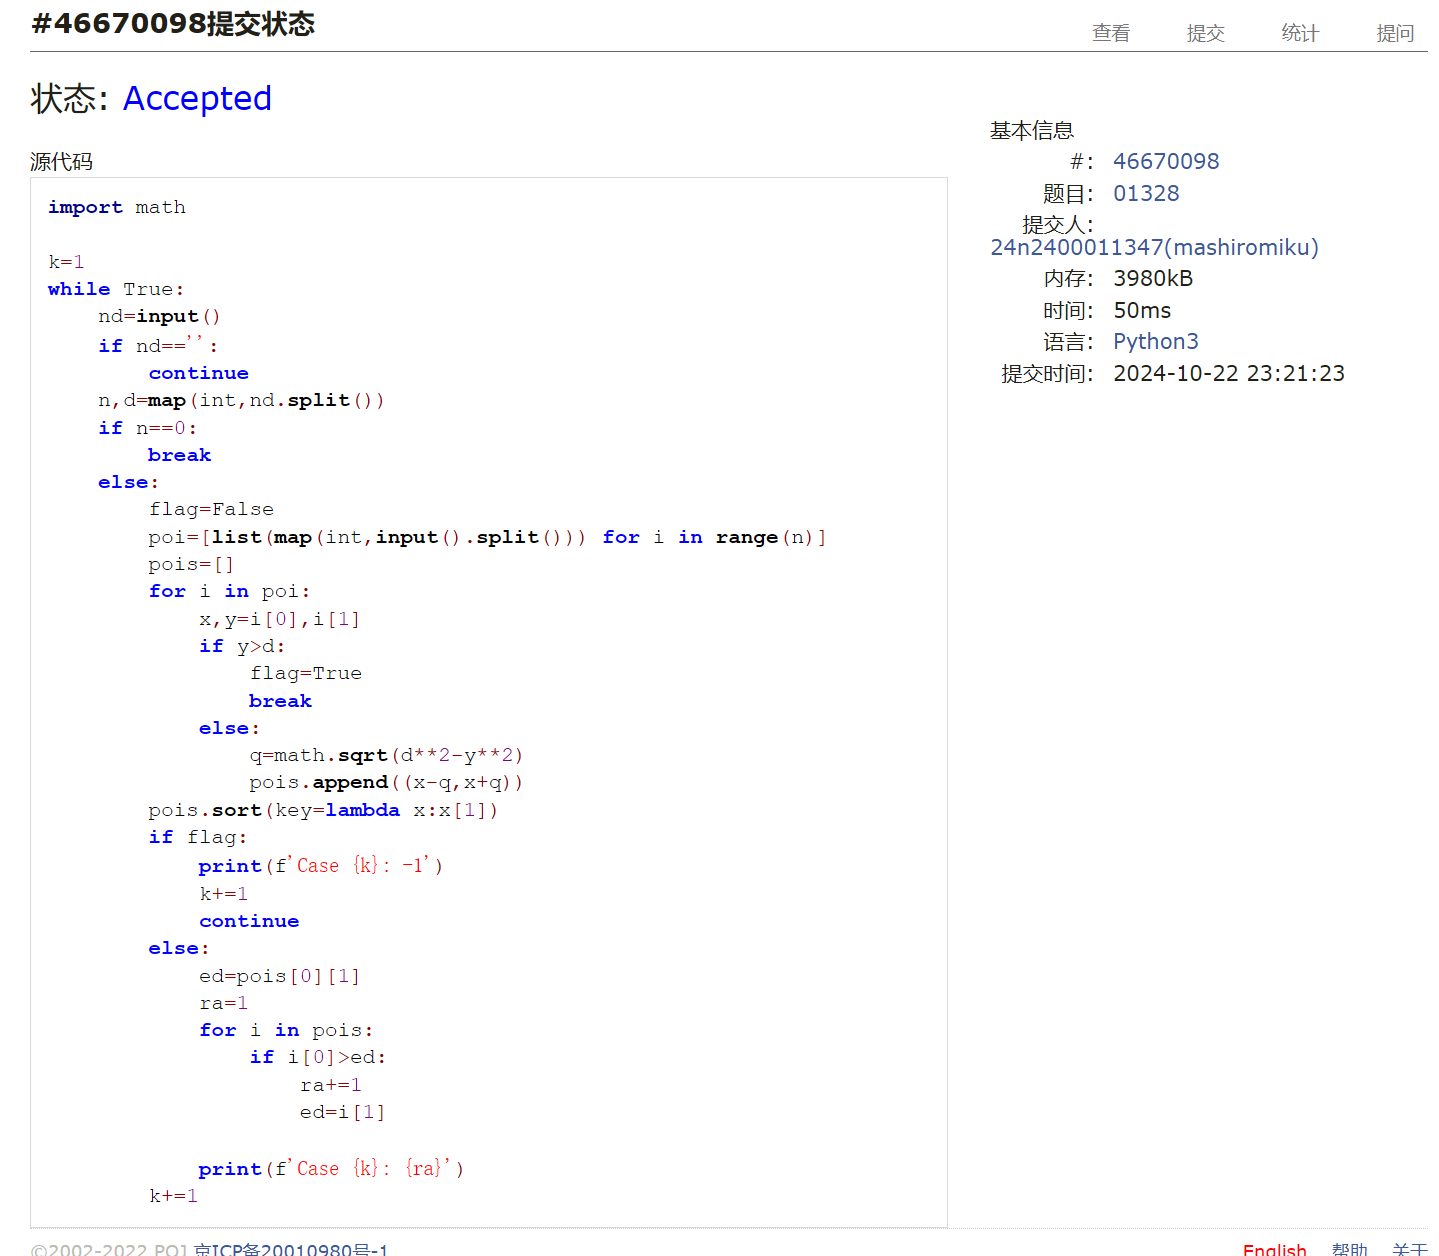 #46670098提交状态
查看 提交 统计 提问
状态: Accepted
源代码
import math

k=1
while True:
    nd=input()
    if nd=='':
        continue
    n,d=map(int,nd.split())
    if n==0:
        break
    else:
        flag=False
        poi=[list(map(int,input().split())) for i in range(n)]
        pois=[]
        for i in poi:
            x,y=i[0],i[1]
            if y>d:
                flag=True
                break
            else:
                q=math.sqrt(d**2-y**2)
                pois.append((x-q,x+q))
        pois.sort(key=lambda x:x[1])
        if flag:
            print(f'Case {k}: -1')
            k+=1
            continue
        else:
            ed=pois[0][1]
            ra=1
            for i in pois:
                if i[0]>ed:
                    ra+=1
                    ed=i[1]

            print(f'Case {k}: {ra}')
        k+=1
基本信息
#: 46670098
题目: 01328
提交人:
24n2400011347(mashiromiku)
内存: 3980kB
时间: 50ms
语言: Python3
提交时间: 2024-10-22 23:21:23
©2002-2022 POJ 京ICP备20010980号-1
English 帮助 关于